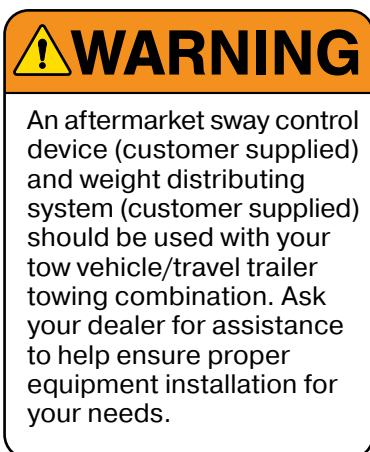 WARNING
An aftermarket sway control
device (customer supplied)
and weight distributing
system (customer supplied)
should be used with your
tow vehicle/travel trailer
towing combination. Ask
your dealer for assistance
to help ensure proper
equipment installation for
your needs.